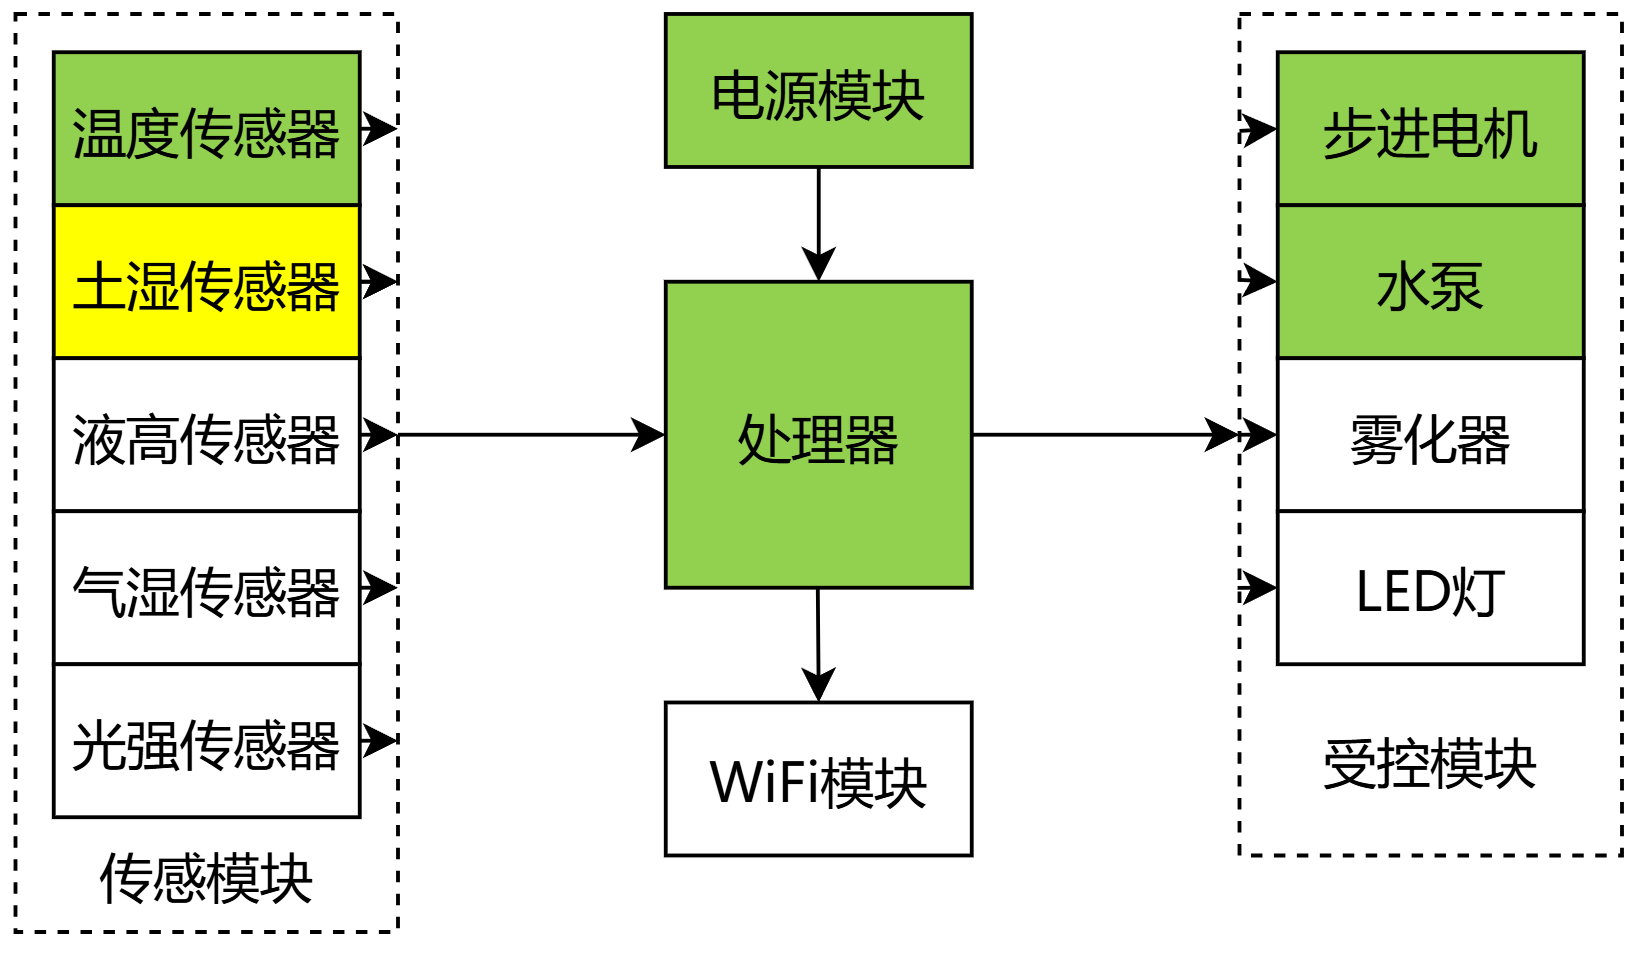 温度传感器
土湿传感器
液高传感器
气湿传感器
光强传感器
传感模块
电源模块
处理器
WiFi模块
步进电机
水泵
雾化器
LED灯
受控模块